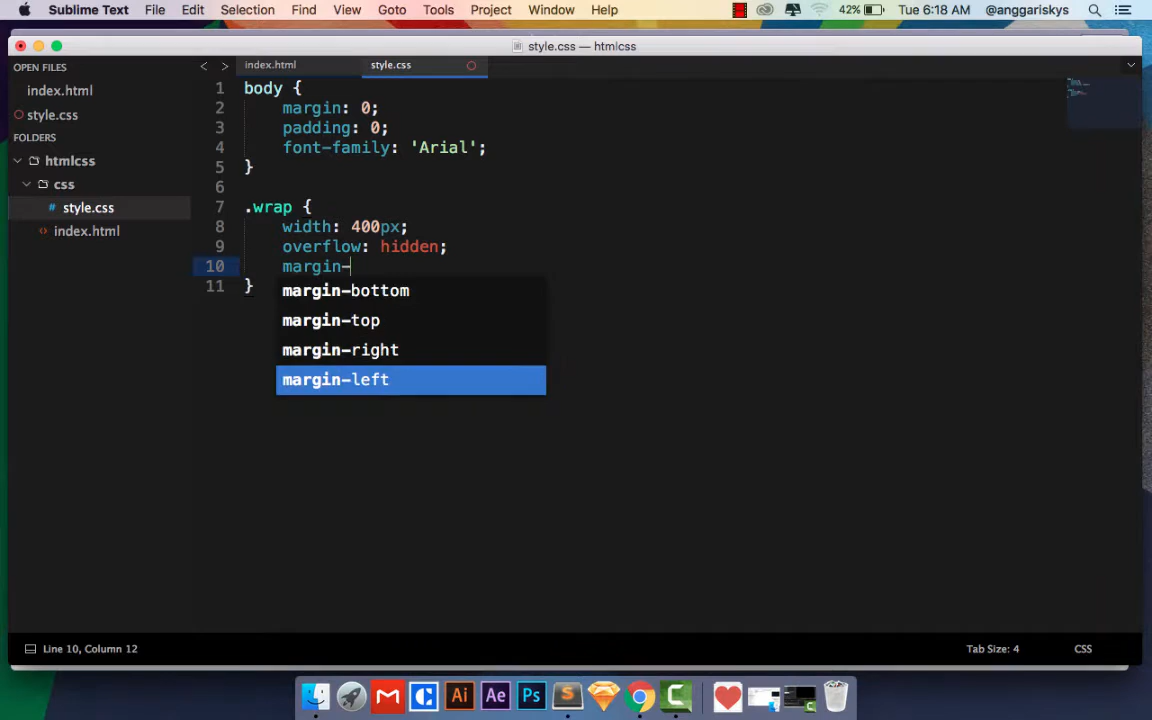 Sublime Text File Edit Selection Find View Goto Tools Project Window Help 42% Tue 6:18 AM @anggariskys
style.css — htmlcss
OPEN FILES
index.html
style.css
FOLDERS
htmlcss
css
# style.css
<> index.html
index.html style.css
1 body {
2 margin: 0;
3 padding: 0;
4 font-family: 'Arial';
5 }
6
7 .wrap {
8 width: 400px;
9 overflow: hidden;
10 margin-
11 }
margin-bottom
margin-top
margin-right
margin-left
Line 10, Column 12 Tab Size: 4 CSS
Ai Ae Ps